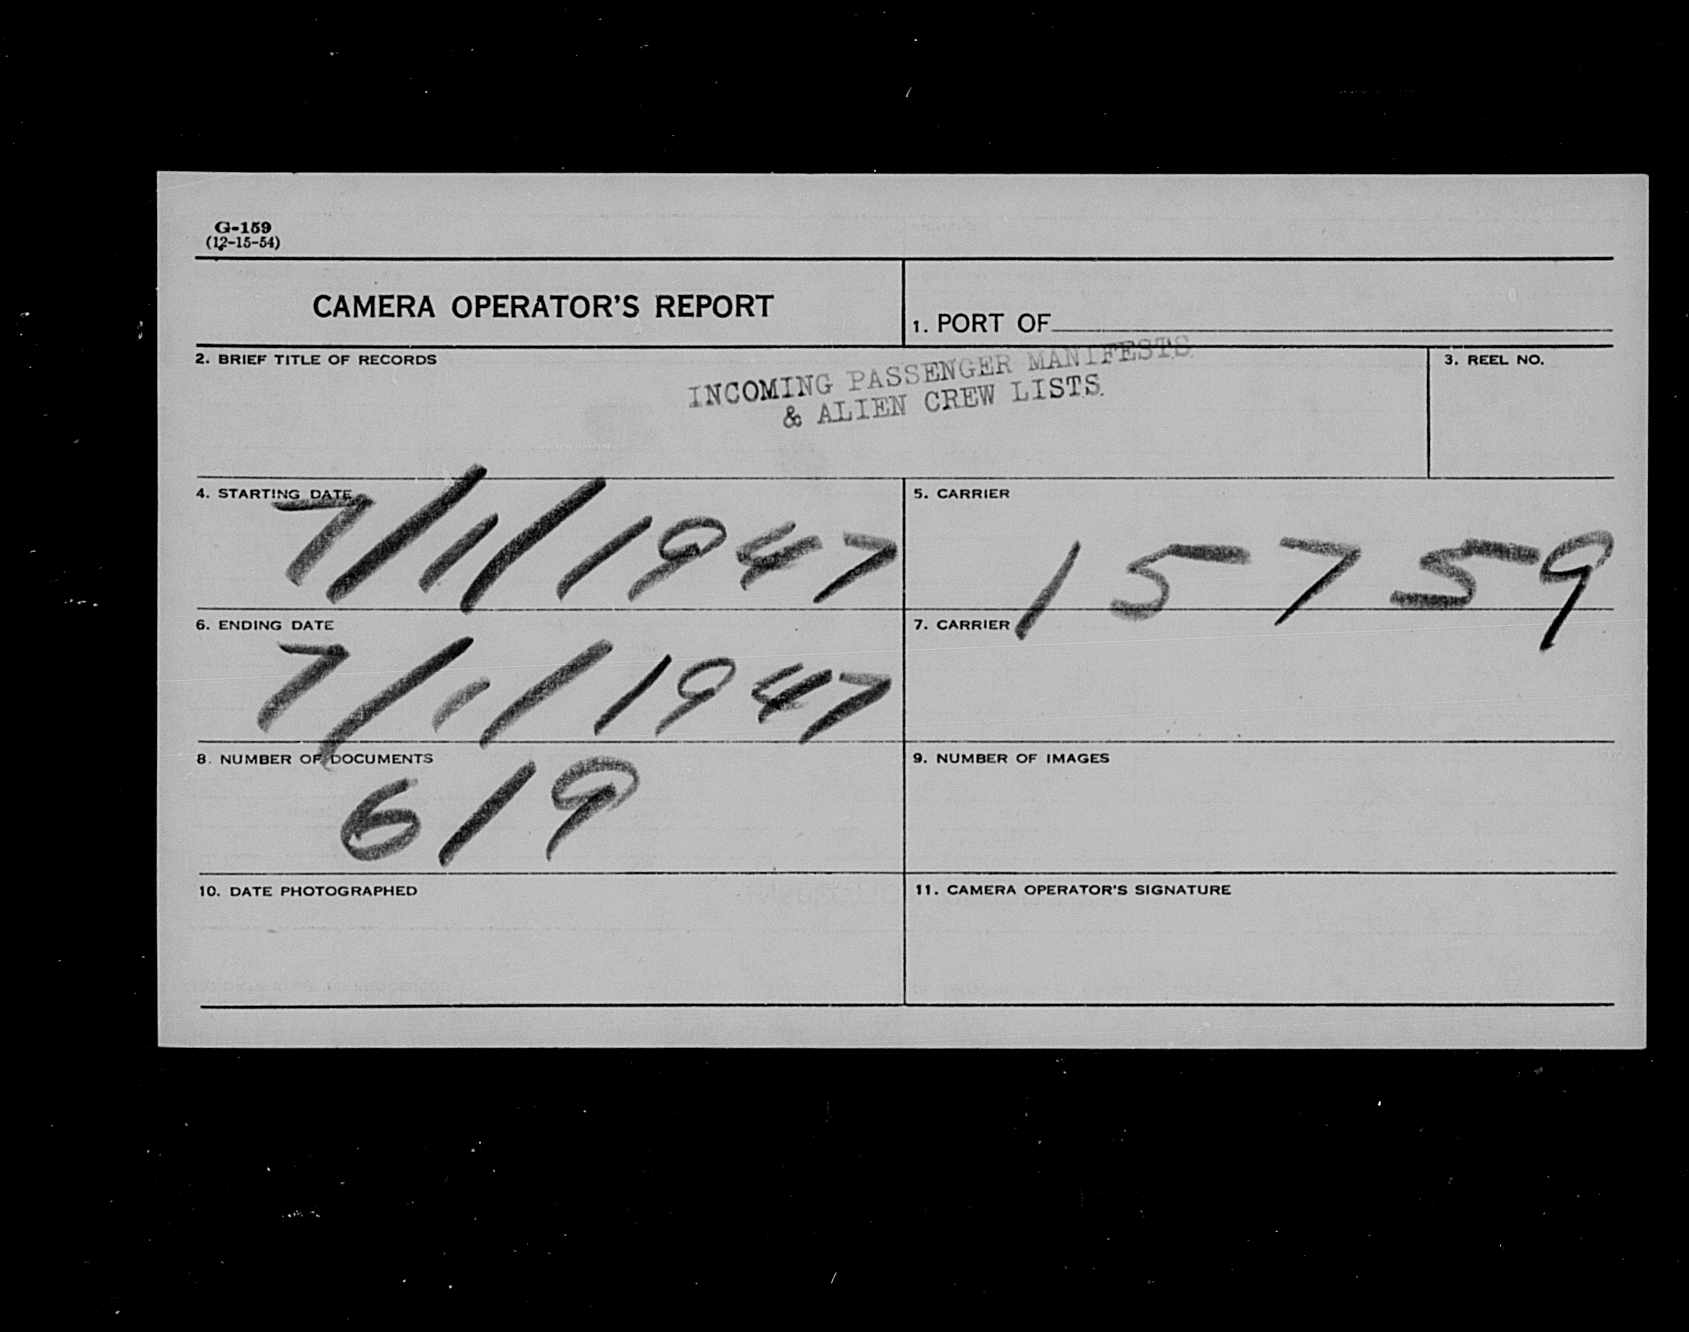 G-159
(12-15-54)
CAMERA OPERATOR'S REPORT
1. PORT OF
2. BRIEF TITLE OF RECORDS
INCOMING PASSENGER MANIFESTS
& ALIEN CREW LISTS.
3. REEL NO.
4. STARTING DATE
7/1/1947
5. CARRIER
15759
6. ENDING DATE
7/1/1947
7. CARRIER
8. NUMBER OF DOCUMENTS
619
9. NUMBER OF IMAGES
10. DATE PHOTOGRAPHED
11. CAMERA OPERATOR'S SIGNATURE